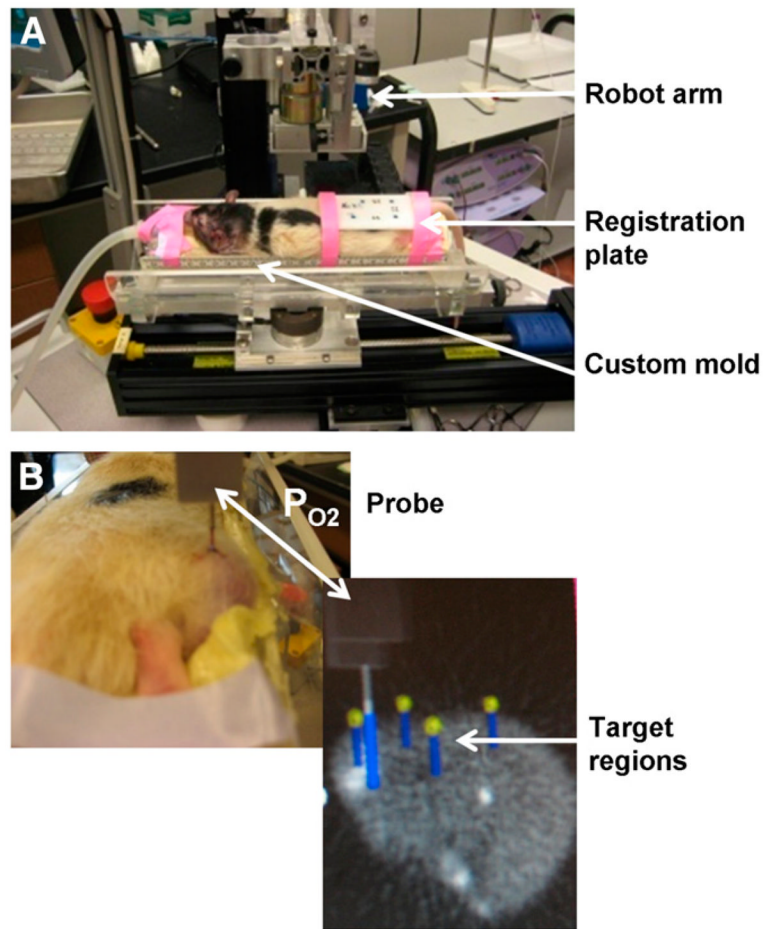 A
Robot arm
Registration
plate
Custom mold
B
PO2
Probe
Target
regions